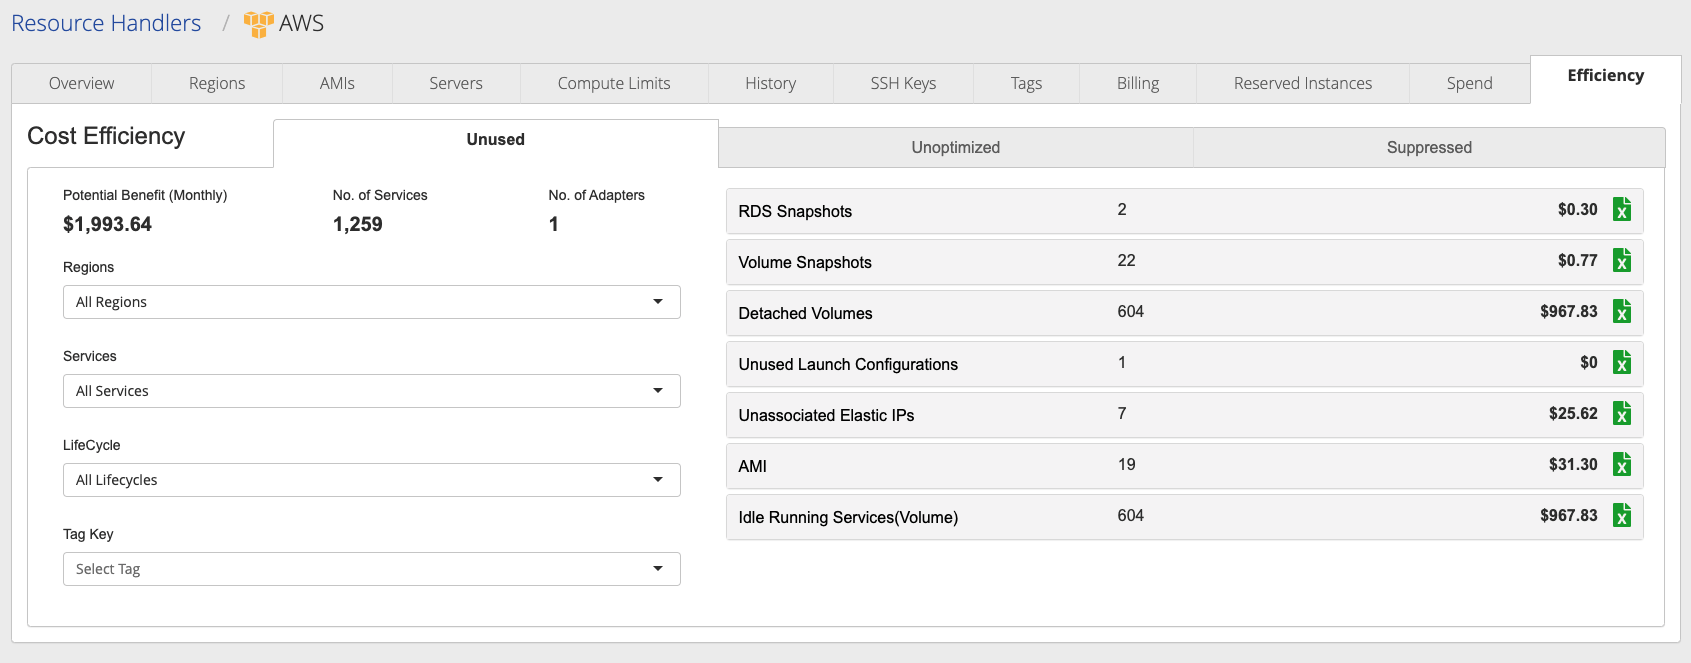 Resource Handlers / AWS
Overview Regions AMIs Servers Compute Limits History SSH Keys Tags Billing Reserved Instances Spend Efficiency
Cost Efficiency
Unused Unoptimized Suppressed
Potential Benefit (Monthly) No. of Services No. of Adapters
$1,993.64 1,259 1
Regions
All Regions
Services
All Services
LifeCycle
All Lifecycles
Tag Key
Select Tag
RDS Snapshots 2 $0.30
Volume Snapshots 22 $0.77
Detached Volumes 604 $967.83
Unused Launch Configurations 1 $0
Unassociated Elastic IPs 7 $25.62
AMI 19 $31.30
Idle Running Services(Volume) 604 $967.83